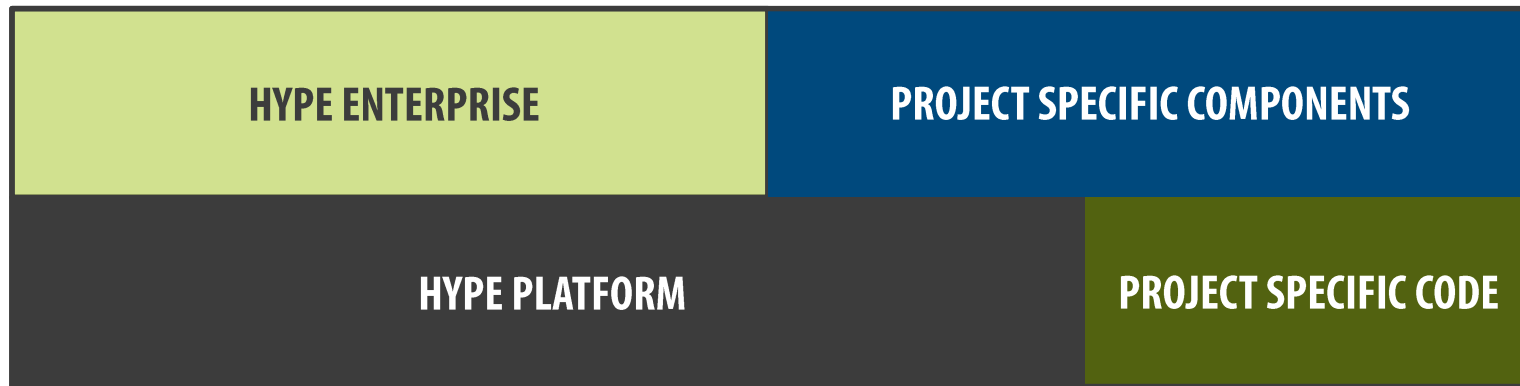 HYPE ENTERPRISE
PROJECT SPECIFIC COMPONENTS
HYPE PLATFORM
PROJECT SPECIFIC CODE